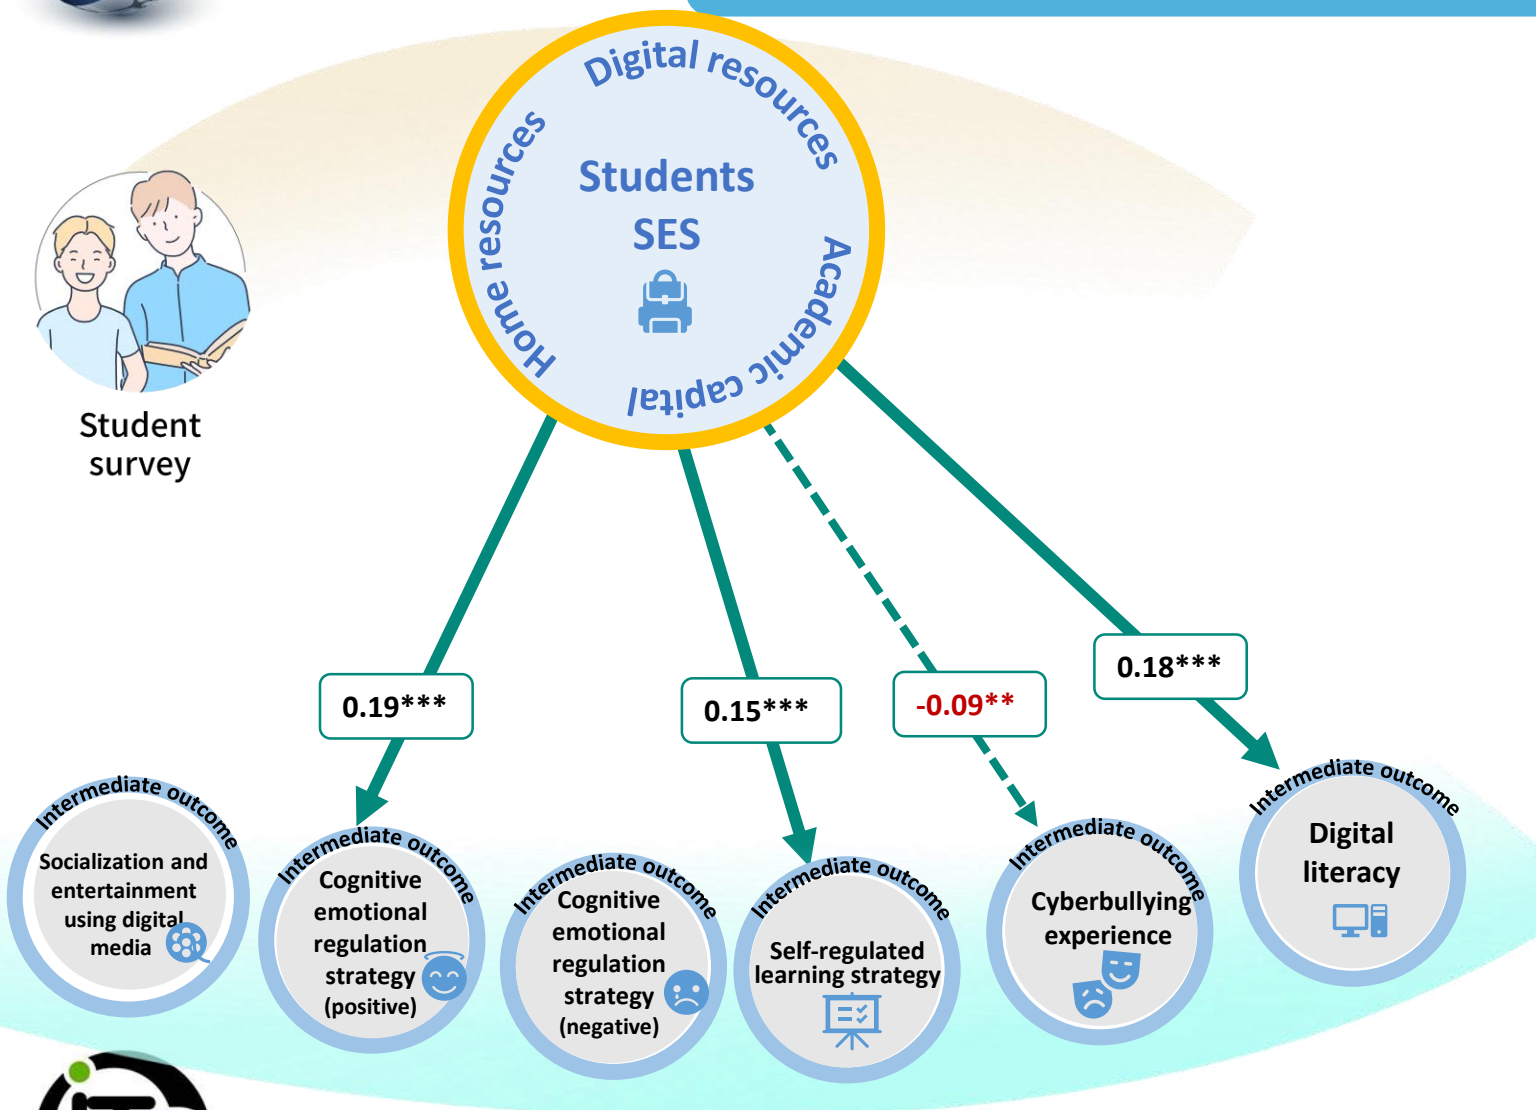 Digital resources
Home resources
Academic capital
Students
SES
Student
survey
0.19***
0.15***
-0.09**
0.18***
Intermediate outcome
Socialization and
entertainment
using digital
media
Intermediate outcome
Cognitive
emotional
regulation
strategy
(positive)
Intermediate outcome
Cognitive
emotional
regulation
strategy
(negative)
Intermediate outcome
Self-regulated
learning strategy
Intermediate outcome
Cyberbullying
experience
Intermediate outcome
Digital
literacy